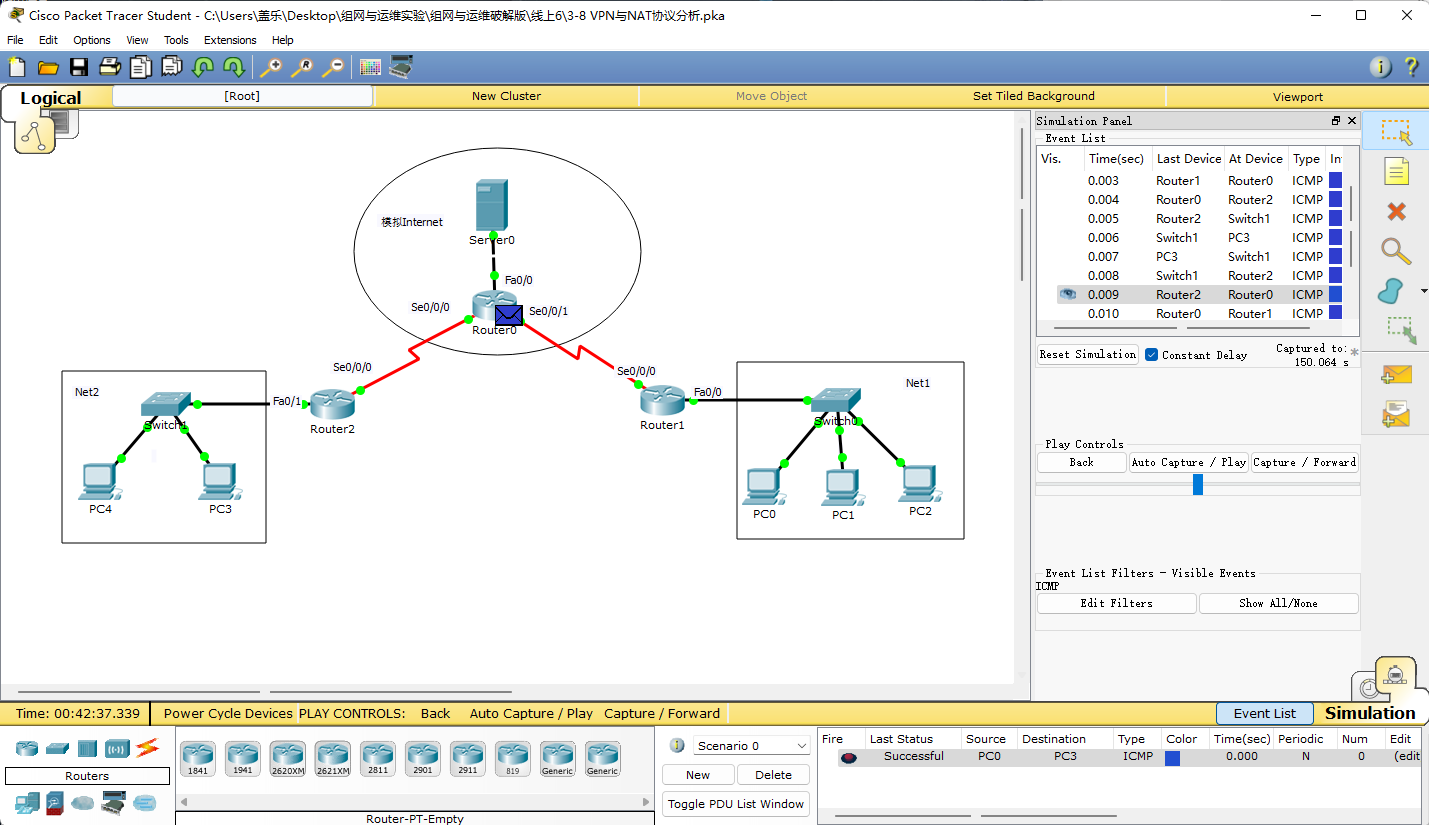 Cisco Packet Tracer Student - C:\Users\盖乐\Desktop\组网与运维实验\组网与运维破解版\线上6\3-8 VPN与NAT协议分析.pka
File Edit Options View Tools Extensions Help
Logical [Root] New Cluster Move Object Set Tiled Background Viewport
模拟Internet
Server0
Fa0/0
Se0/0/0
Se0/0/1
Router0
Se0/0/0
Se0/0/0
Net2
Fa0/1
Switch1
Router2
PC4
PC3
Router1
Fa0/0
Net1
Switch0
PC0
PC1
PC2
Simulation Panel
Event List
Vis. Time(sec) Last Device At Device Type In
0.003 Router1 Router0 ICMP
0.004 Router0 Router2 ICMP
0.005 Router2 Switch1 ICMP
0.006 Switch1 PC3 ICMP
0.007 PC3 Switch1 ICMP
0.008 Switch1 Router2 ICMP
0.009 Router2 Router0 ICMP
0.010 Router0 Router1 ICMP
Reset Simulation Constant Delay Captured to: *
150.064 s
Play Controls
Back Auto Capture / Play Capture / Forward
Event List Filters - Visible Events
ICMP
Edit Filters Show All/None
Time: 00:42:37.339 Power Cycle Devices PLAY CONTROLS: Back Auto Capture / Play Capture / Forward Event List Simulation
Routers
1841 1941 2620XM 2621XM 2811 2901 2911 819 Generic Generic
Router-PT-Empty
Scenario 0
New Delete
Toggle PDU List Window
Fire Last Status Source Destination Type Color Time(sec) Periodic Num Edit
Successful PC0 PC3 ICMP 0.000 N 0 (edit